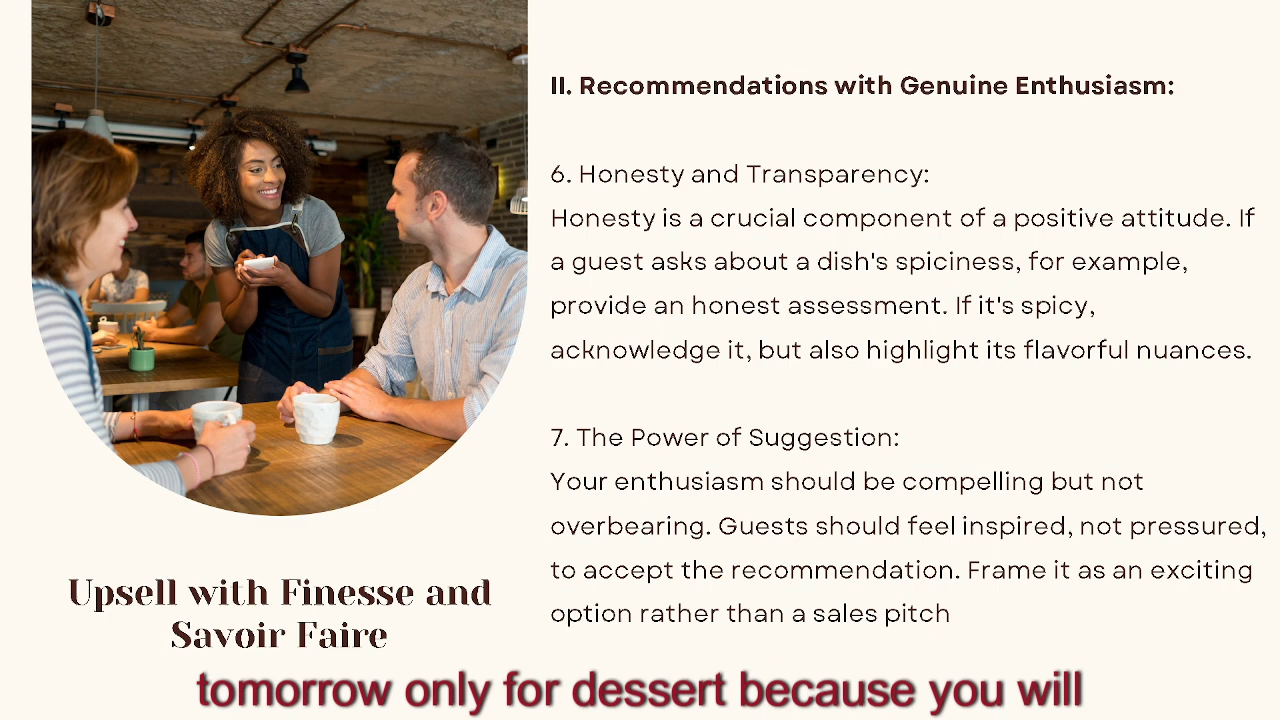 II. Recommendations with Genuine Enthusiasm:
6. Honesty and Transparency:
Honesty is a crucial component of a positive attitude. If
a guest asks about a dish's spiciness, for example,
provide an honest assessment. If it's spicy,
acknowledge it, but also highlight its flavorful nuances.
7. The Power of Suggestion:
Your enthusiasm should be compelling but not
overbearing. Guests should feel inspired, not pressured,
to accept the recommendation. Frame it as an exciting
option rather than a sales pitch
Upsell with Finesse and
Savoir Faire
tomorrow only for dessert because you will